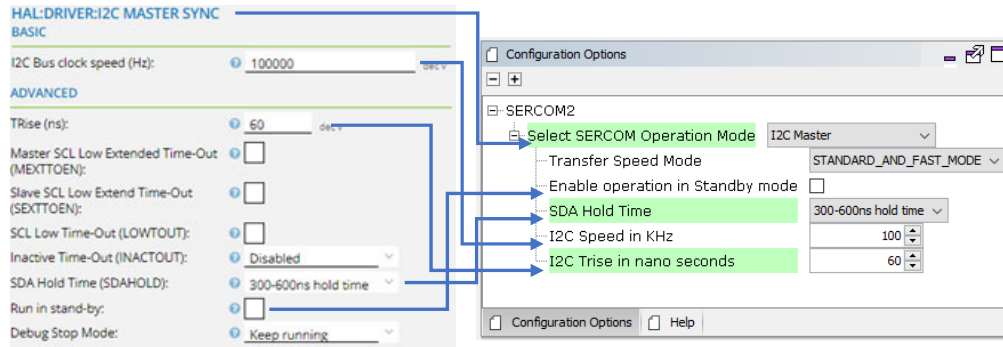 HAL:DRIVER:I2C MASTER SYNC
BASIC
I2C Bus clock speed (Hz): 100000 dec
ADVANCED
TRise (ns): 60 dec
Master SCL Low Extended Time-Out
(MEXTTOEN):
Slave SCL Low Extend Time-Out
(SEXTTOEN):
SCL Low Time-Out (LOWTOUT):
Inactive Time-Out (INACTOUT): Disabled
SDA Hold Time (SDAHOLD): 300-600ns hold time
Run in stand-by:
Debug Stop Mode: Keep running
Configuration Options
SERCOM2
Select SERCOM Operation Mode I2C Master
Transfer Speed Mode STANDARD_AND_FAST_MODE
Enable operation in Standby mode
SDA Hold Time 300-600ns hold time
I2C Speed in KHz 100
I2C Trise in nano seconds 60
Configuration Options Help